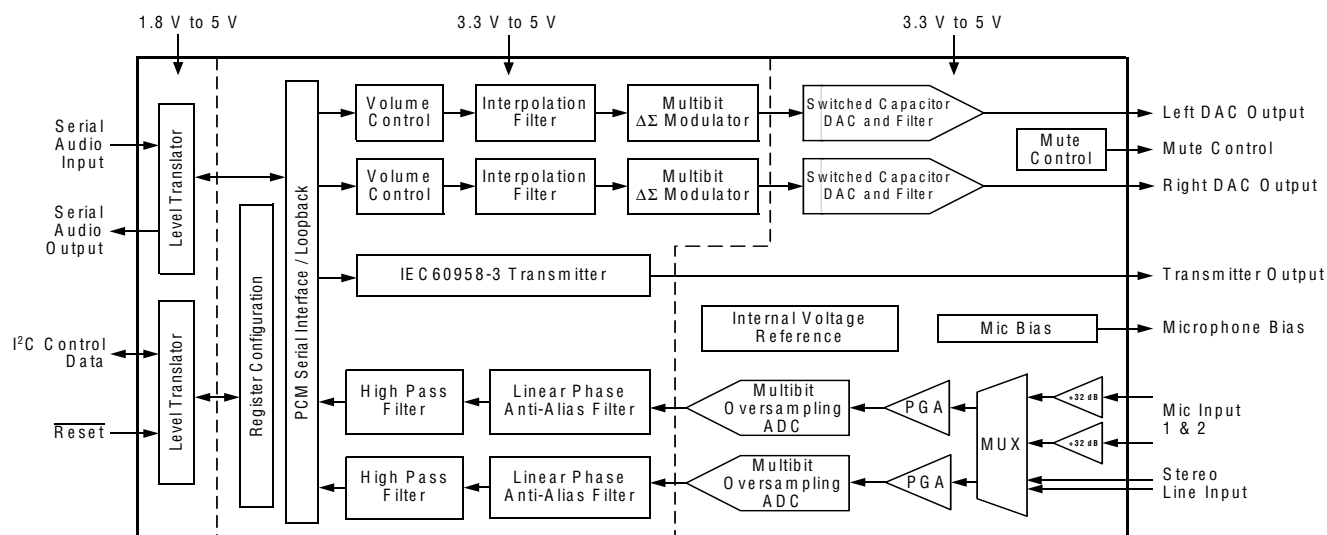 1.8 V to 5 V
3.3 V to 5 V
3.3 V to 5 V
Serial
Audio
Input
Serial
Audio
Output
I²C Control
Data
Reset
Level Translator
Level Translator
Register Configuration
PCM Serial Interface / Loopback
Volume
Control
Interpolation
Filter
Multibit
ΔΣ Modulator
Switched Capacitor
DAC and Filter
Left DAC Output
Mute
Control
Mute Control
Volume
Control
Interpolation
Filter
Multibit
ΔΣ Modulator
Switched Capacitor
DAC and Filter
Right DAC Output
IEC60958-3 Transmitter
Transmitter Output
Internal Voltage
Reference
Mic Bias
Microphone Bias
High Pass
Filter
Linear Phase
Anti-Alias Filter
Multibit
Oversampling
ADC
PGA
MUX
+32 dB
+32 dB
Mic Input
1 & 2
High Pass
Filter
Linear Phase
Anti-Alias Filter
Multibit
Oversampling
ADC
PGA
Stereo
Line Input